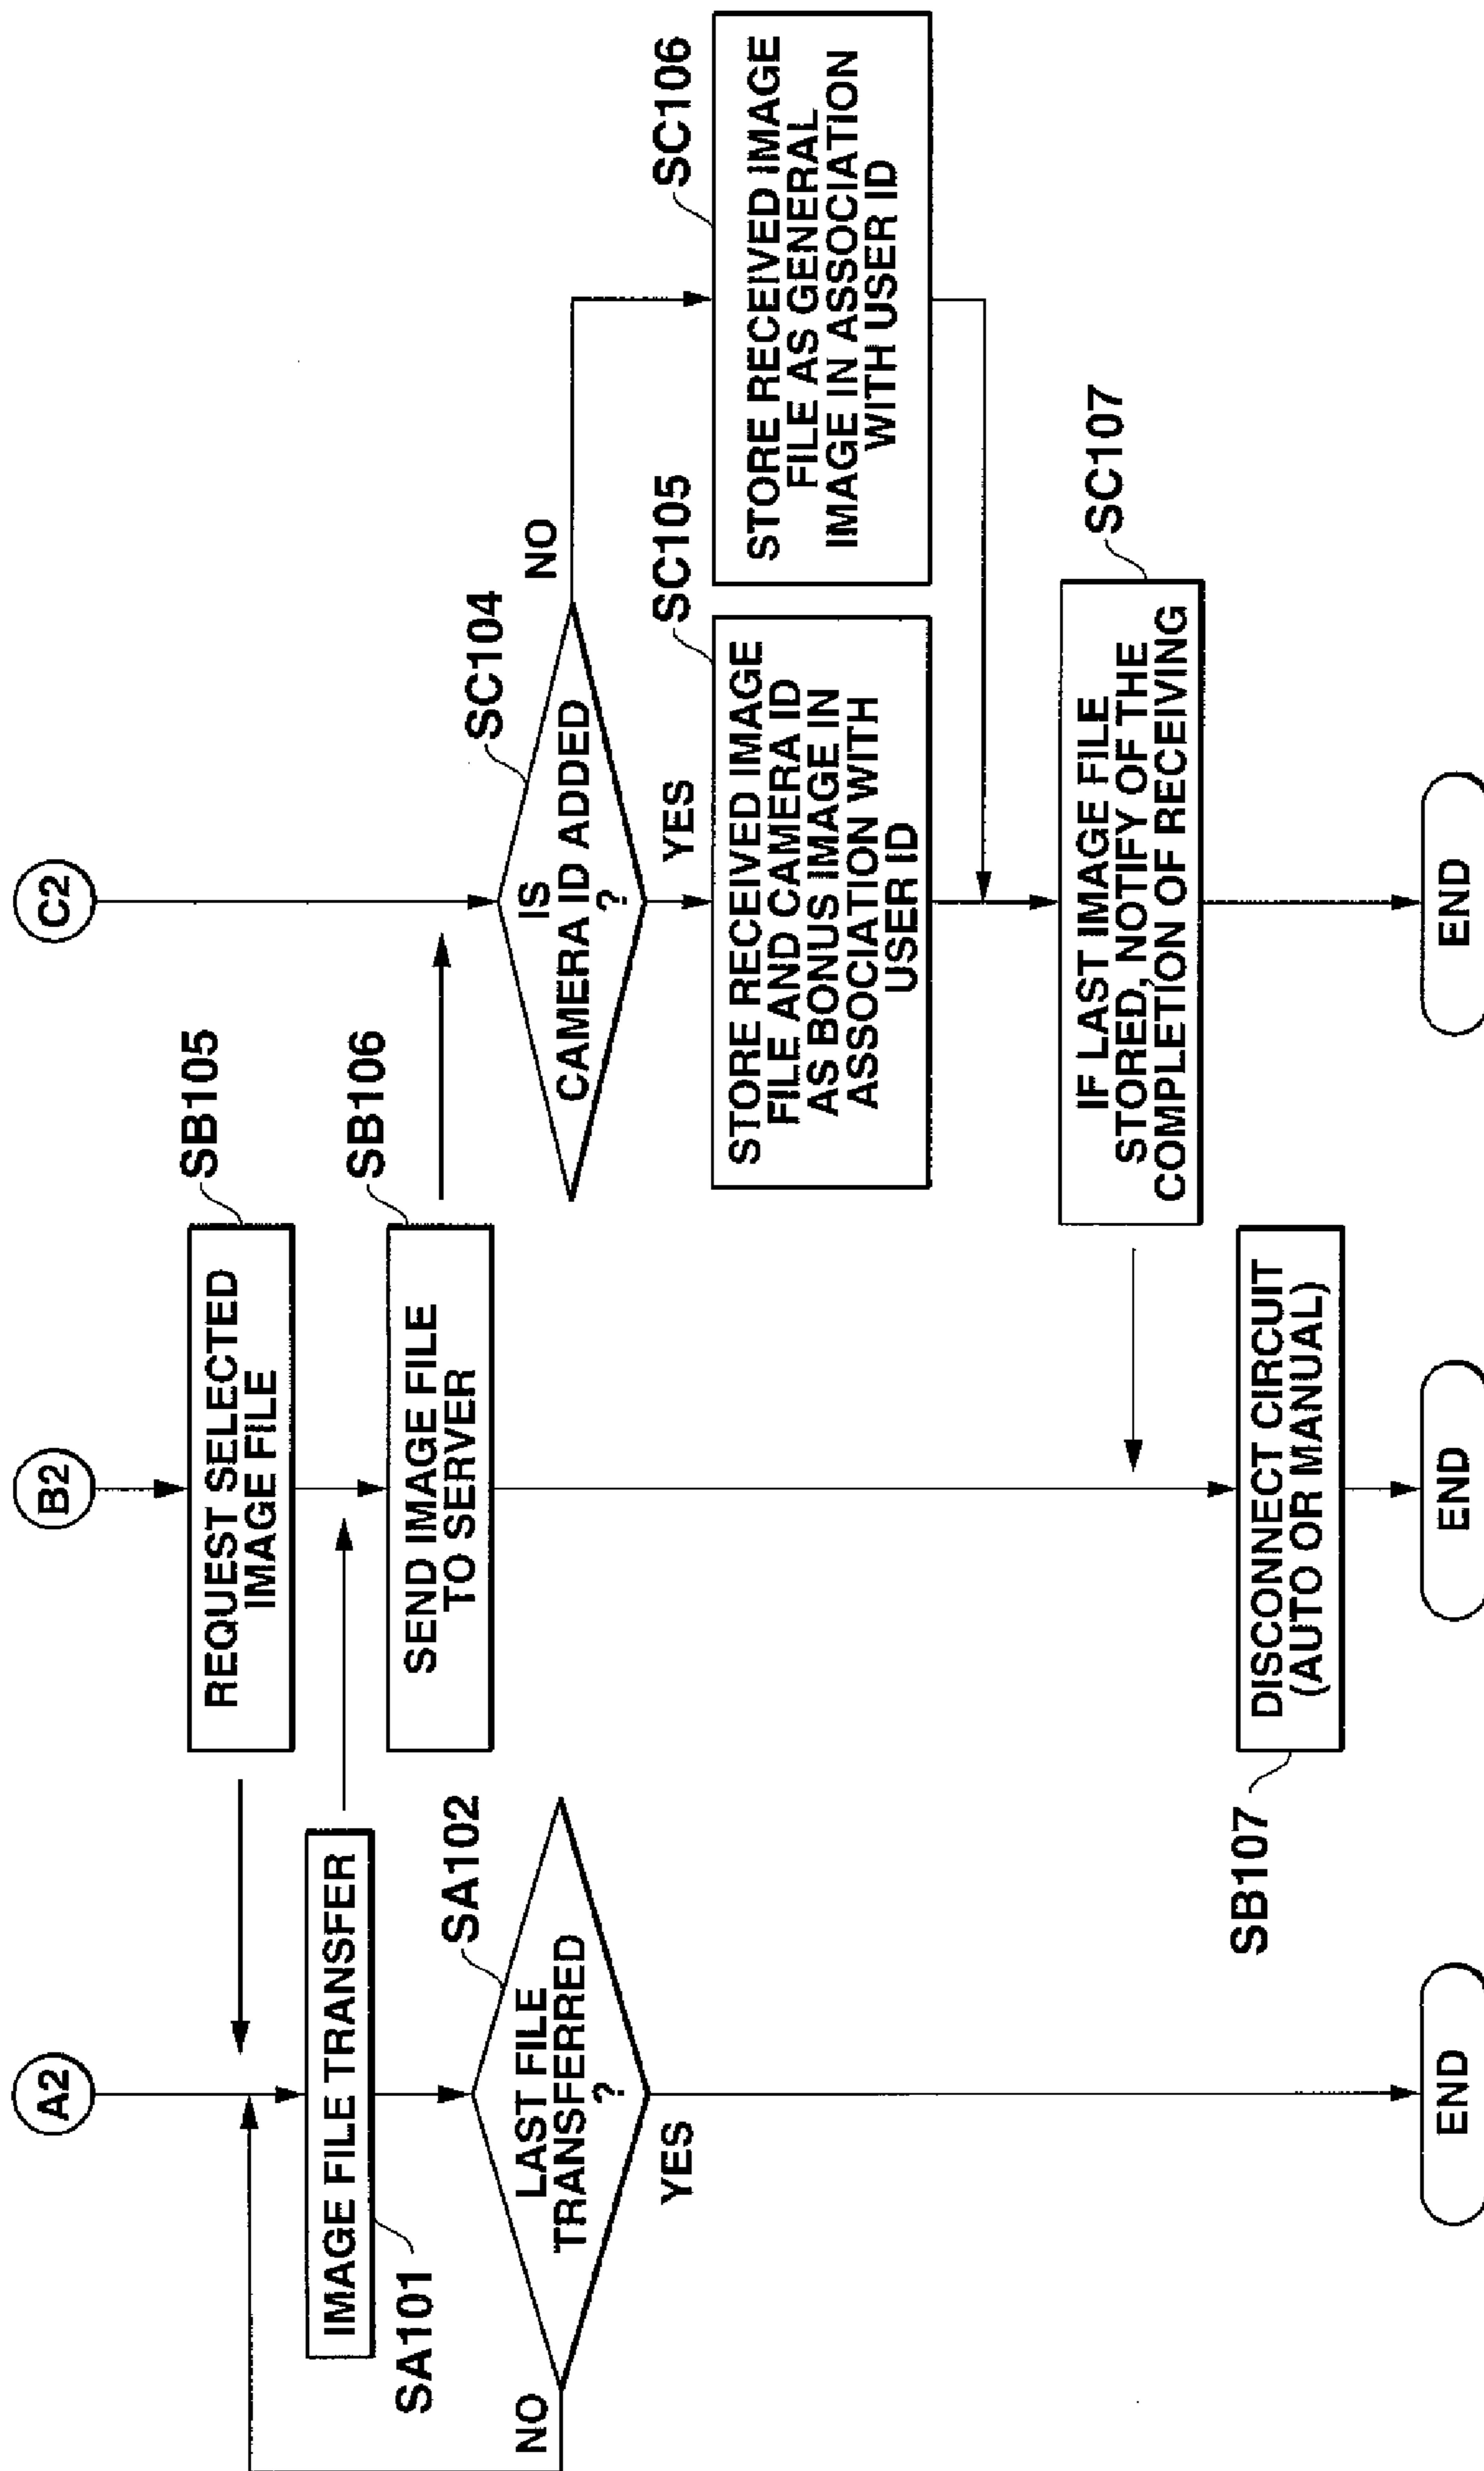 A2
IMAGE FILE TRANSFER
SA101
LAST FILE
TRANSFERRED
?
SA102
NO
YES
END
B2
REQUEST SELECTED
IMAGE FILE
SB105
SEND IMAGE FILE
TO SERVER
SB106
DISCONNECT CIRCUIT
(AUTO OR MANUAL)
SB107
END
C2
IS
CAMERA ID ADDED
?
SC104
NO
YES
STORE RECEIVED IMAGE
FILE AND CAMERA ID
AS BONUS IMAGE IN
ASSOCIATION WITH
USER ID
SC105
STORE RECEIVED IMAGE
FILE AS GENERAL
IMAGE IN ASSOCIATION
WITH USER ID
SC106
IF LAST IMAGE FILE
STORED, NOTIFY OF THE
COMPLETION OF RECEIVING
SC107
END